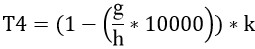 T4 = (1 − (g/h * 10000)) * k